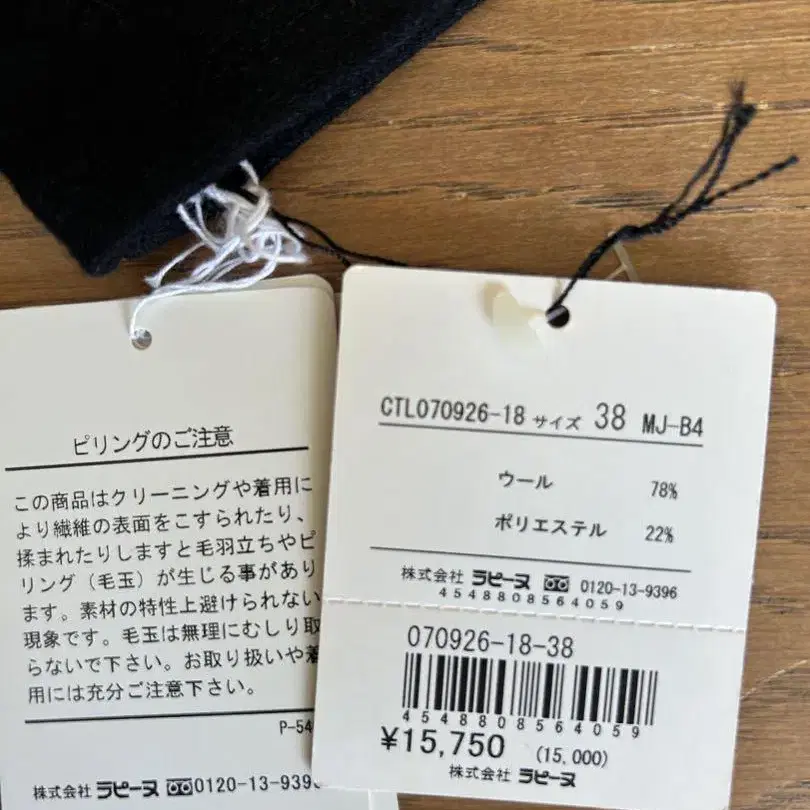 ピリングのご注意
この商品はクリーニングや着用に
より繊維の表面をこすられたり、
揉まれたりしますと毛羽立ちやピ
リング(毛玉)が生じる事があり
ます。素材の特性上避けられない
現象です。毛玉は無理にむしり取
らないで下さい。お取り扱いや着
用には充分ご注意下さい。
P-54
株式会社 ラピーヌ 0120-13-9396
CTL070926-18 サイズ 38 MJ-B4
ウール 78%
ポリエステル 22%
株式会社 ラピーヌ 0120-13-9396
4548808564059
070926-18-38
4548808564059
¥15,750 (15,000)
株式会社 ラピーヌ